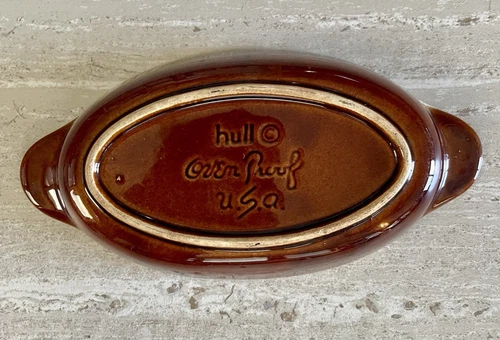 hull ©
Oven Proof
U.S.a.